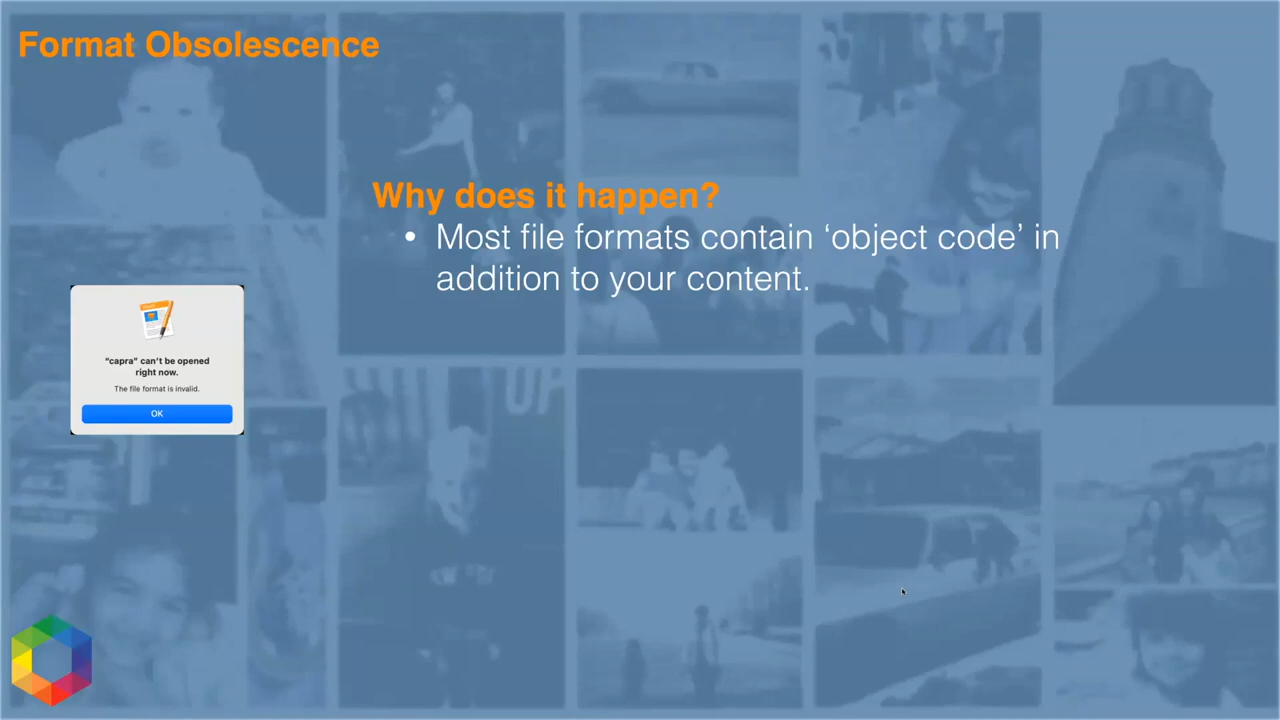 Format Obsolescence
Why does it happen?
• Most file formats contain ‘object code’ in
addition to your content.
“capra” can’t be opened
right now.
The file format is invalid.
OK
UP